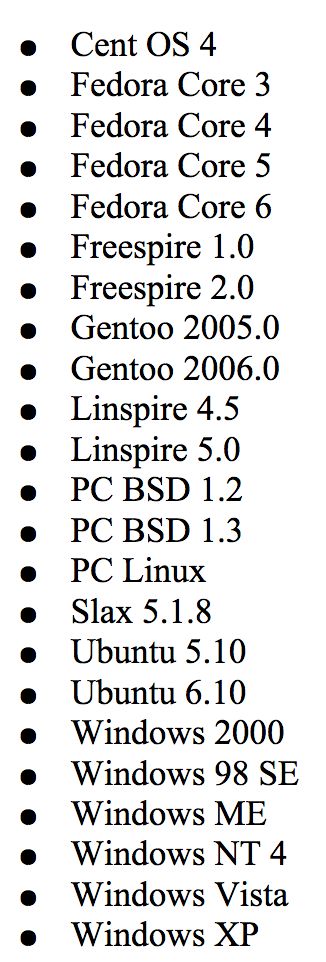 ● Cent OS 4
● Fedora Core 3
● Fedora Core 4
● Fedora Core 5
● Fedora Core 6
● Freespire 1.0
● Freespire 2.0
● Gentoo 2005.0
● Gentoo 2006.0
● Linspire 4.5
● Linspire 5.0
● PC BSD 1.2
● PC BSD 1.3
● PC Linux
● Slax 5.1.8
● Ubuntu 5.10
● Ubuntu 6.10
● Windows 2000
● Windows 98 SE
● Windows ME
● Windows NT 4
● Windows Vista
● Windows XP